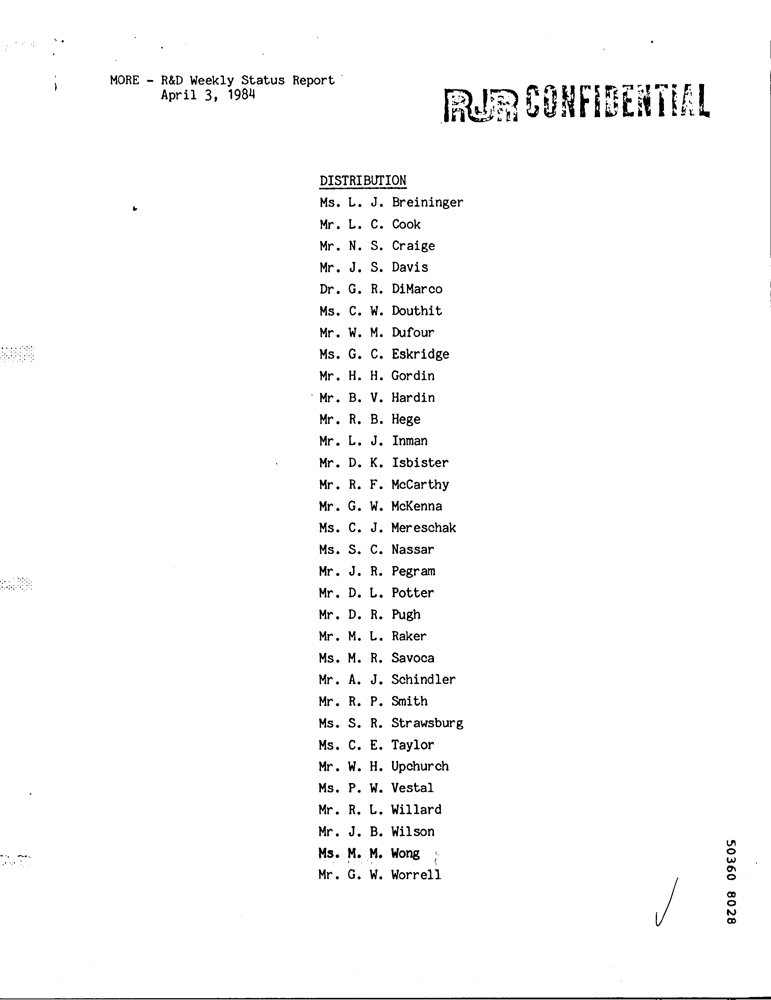 MORE - R&D Weekly Status Report
April 3, 1984
RJR CONFIDENTIAL
DISTRIBUTION
Ms. L. J. Breininger
Mr. L. C. Cook
Mr. N. S. Craige
Mr. J. S. Davis
Dr. G. R. DiMarco
Ms. C. W. Douthit
Mr. W. M. Dufour
Ms. G. C. Eskridge
Mr. H. H. Gordin
Mr. B. V. Hardin
Mr. R. B. Hege
Mr. L. J. Inman
Mr. D. K. Isbister
Mr. R. F. McCarthy
Mr. G. W. McKenna
Ms. C. J. Mereschak
Ms. S. C. Nassar
Mr. J. R. Pegram
Mr. D. L. Potter
Mr. D. R. Pugh
Mr. M. L. Raker
Ms. M. R. Savoca
Mr. A. J. Schindler
Mr. R. P. Smith
Ms. S. R. Strawsburg
Ms. C. E. Taylor
Mr. W. H. Upchurch
Ms. P. W. Vestal
Mr. R. L. Willard
Mr. J. B. Wilson
Ms. M. M. Wong
Mr. G. W. Worrell
50360 8028